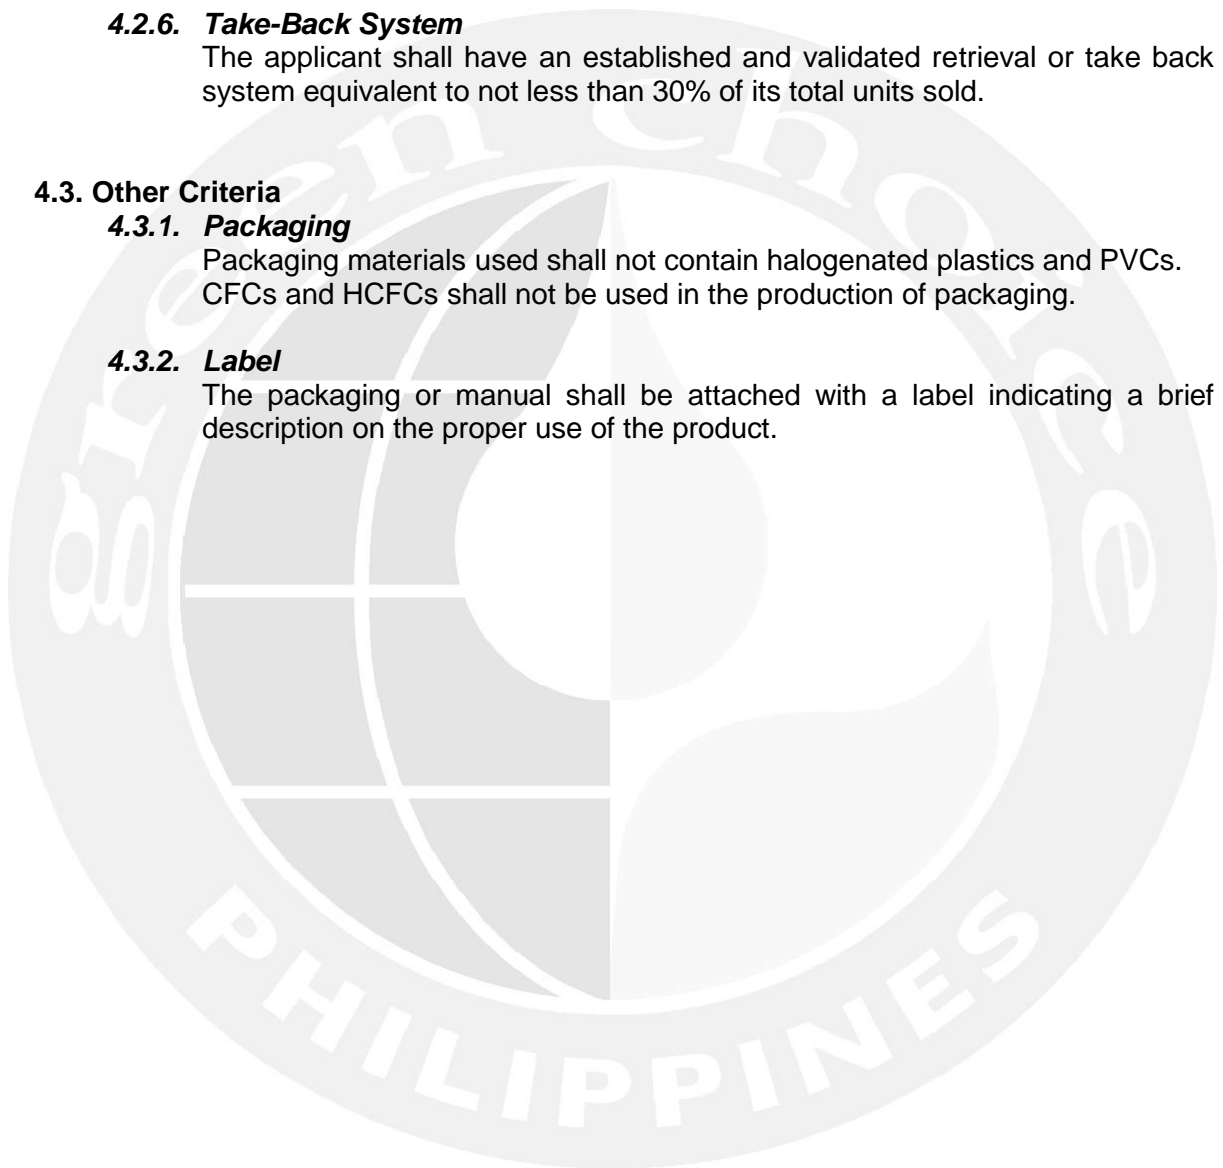 4.2.6. Take-Back System
The applicant shall have an established and validated retrieval or take back
system equivalent to not less than 30% of its total units sold.
4.3. Other Criteria
4.3.1. Packaging
Packaging materials used shall not contain halogenated plastics and PVCs.
CFCs and HCFCs shall not be used in the production of packaging.
4.3.2. Label
The packaging or manual shall be attached with a label indicating a brief
description on the proper use of the product.
green choice
PHILIPPINES